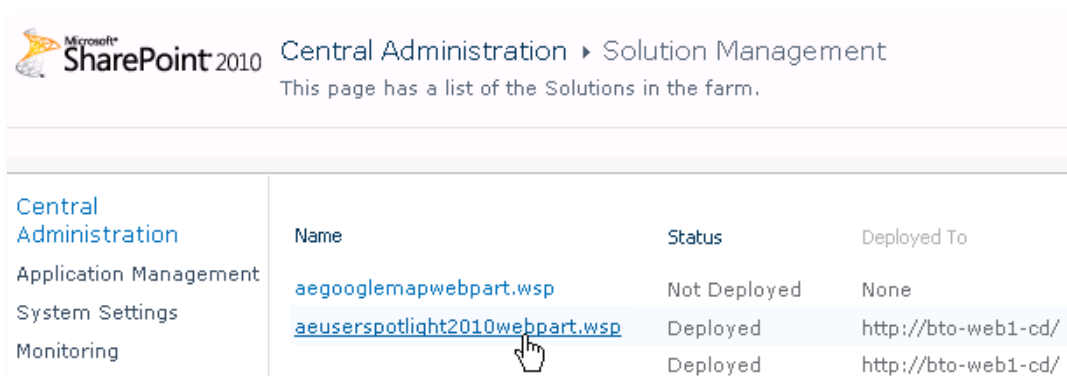 Microsoft®
SharePoint 2010
Central Administration ▸ Solution Management
This page has a list of the Solutions in the farm.
Central
Administration
Application Management
System Settings
Monitoring
Name Status Deployed To
aegooglemapwebpart.wsp Not Deployed None
aeuserspotlight2010webpart.wsp Deployed http://bto-web1-cd/
Deployed http://bto-web1-cd/